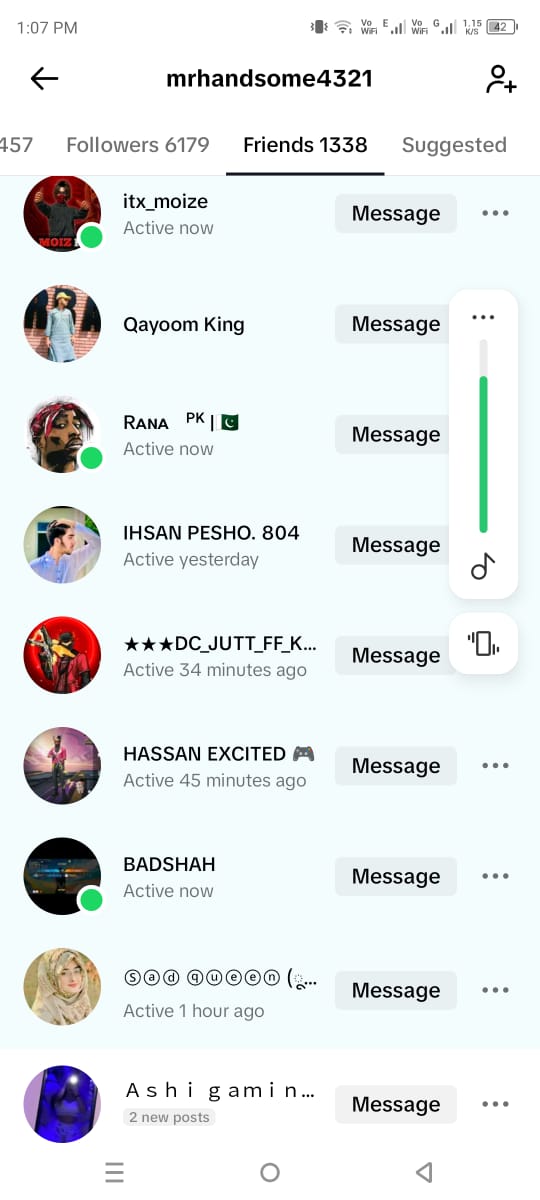 1:07 PM
Vo WiFi E Vo WiFi G 1.15 K/S 42
mrhandsome4321
457 Followers 6179 Friends 1338 Suggested
itx_moize
Message
Active now
MOIZ
Qayoom King
Message
Rᴀɴᴀ ᴾᴷ |🇵🇰
Message
Active now
IHSAN PESHO. 804
Message
Active yesterday
★★★DC_JUTT_FF_K...
Message
Active 34 minutes ago
HASSAN EXCITED 🎮
Message
Active 45 minutes ago
BADSHAH
Message
Active now
ⓢⓐⓓ ⓠⓤⓔⓔⓝ (...
Message
Active 1 hour ago
Ａｓｈｉ ｇａｍｉｎ...
Message
2 new posts